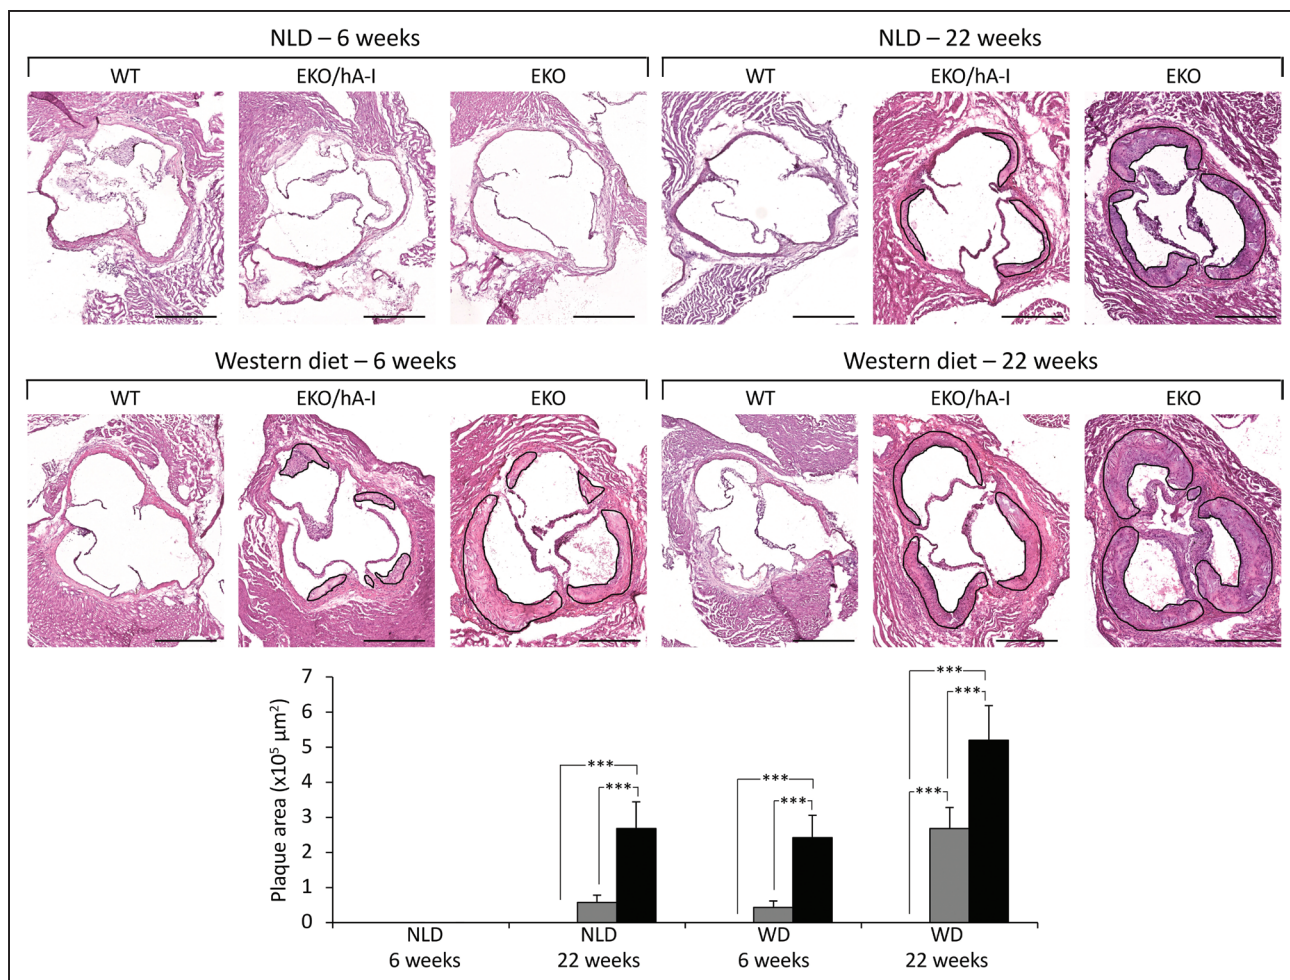 NLD – 6 weeks
NLD – 22 weeks
WT
EKO/hA-I
EKO
WT
EKO/hA-I
EKO
Western diet – 6 weeks
Western diet – 22 weeks
WT
EKO/hA-I
EKO
WT
EKO/hA-I
EKO
Plaque area (x10⁵ µm²)
7
6
5
4
3
2
1
0
***
***
***
***
***
***
***
NLD
6 weeks
NLD
22 weeks
WD
6 weeks
WD
22 weeks